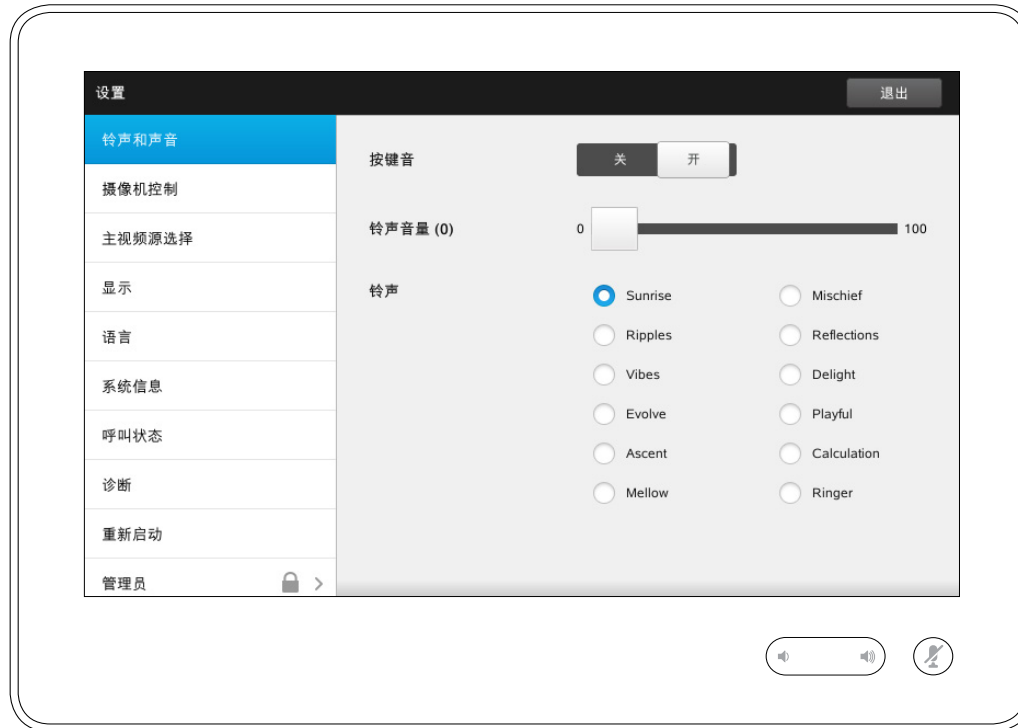 设置
退出
铃声和声音
摄像机控制
主视频源选择
显示
语言
系统信息
呼叫状态
诊断
重新启动
管理员
按键音
关 开
铃声音量 (0)
0 100
铃声
Sunrise Mischief
Ripples Reflections
Vibes Delight
Evolve Playful
Ascent Calculation
Mellow Ringer